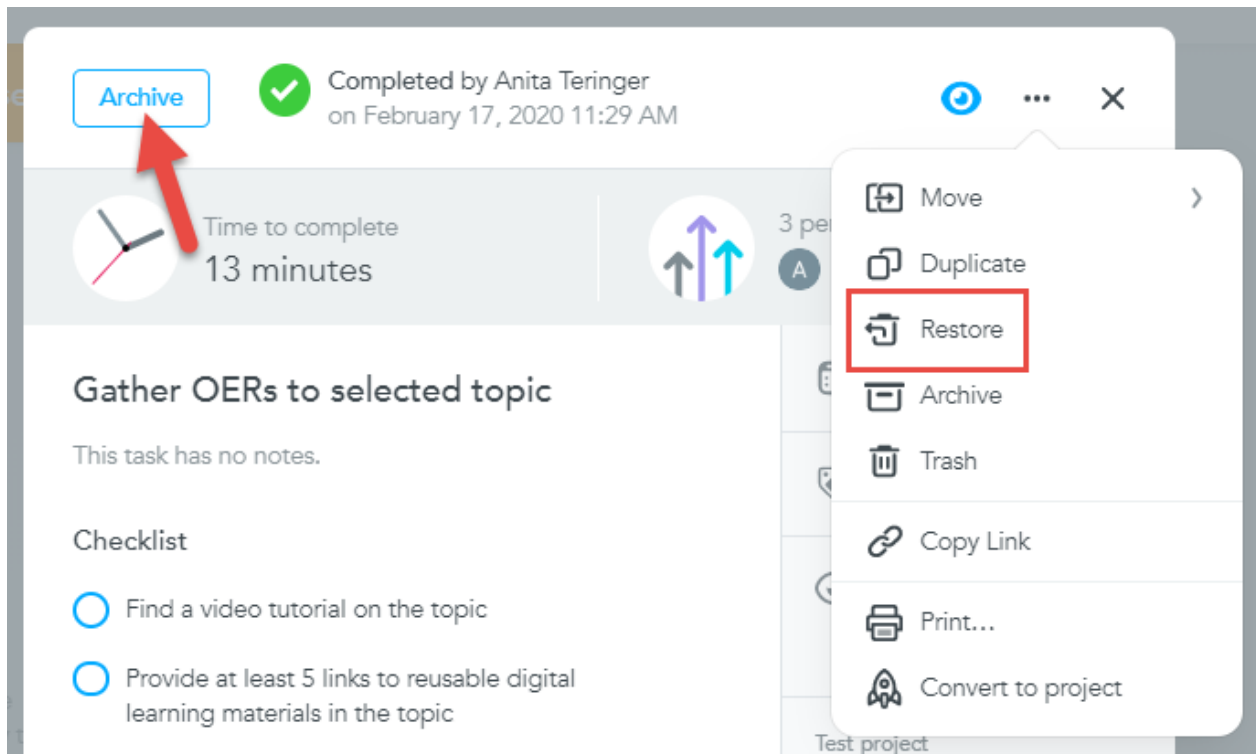 Archive
Completed by Anita Teringer
on February 17, 2020 11:29 AM
Time to complete
13 minutes
3
A
Move
Duplicate
Restore
Archive
Trash
Copy Link
Print...
Convert to project
Gather OERs to selected topic
This task has no notes.
Checklist
Find a video tutorial on the topic
Provide at least 5 links to reusable digital
learning materials in the topic
Test project